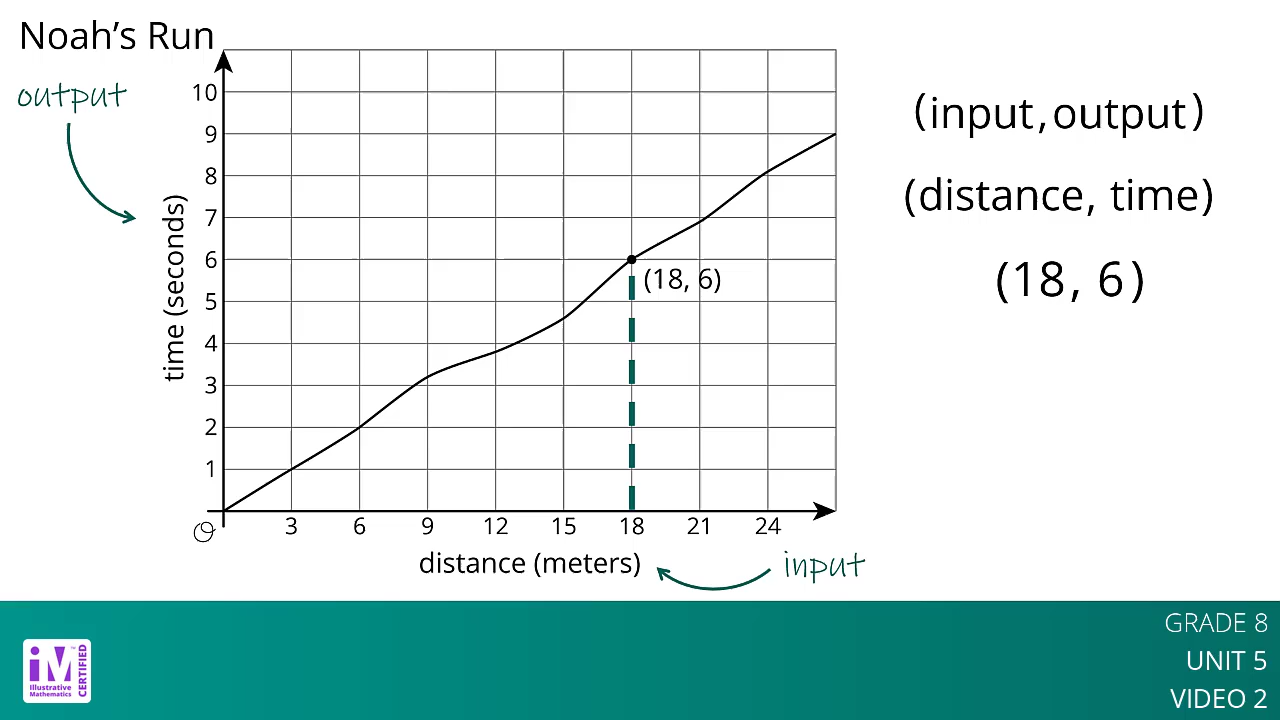 Noah's Run
output
(input, output)
(distance, time)
(18, 6)
time (seconds)
10
9
8
7
6
5
4
3
2
1
(18, 6)
O
3 6 9 12 15 18 21 24
distance (meters)
input
GRADE 8
UNIT 5
VIDEO 2
iM
TM
Illustrative
Mathematics
CERTIFIED